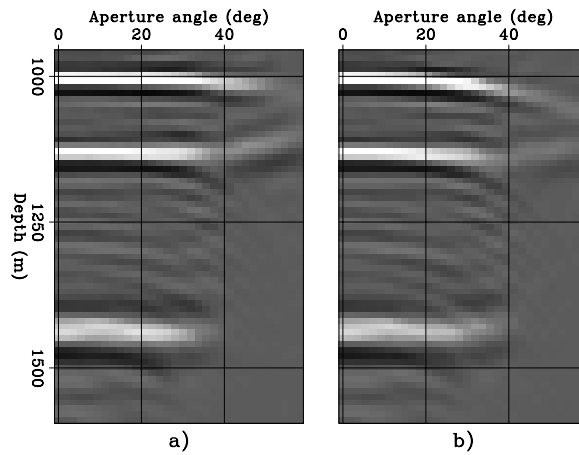 Aperture angle (deg)
0 20 40
Aperture angle (deg)
0 20 40
1000
1250
1500
Depth (m)
a)
b)